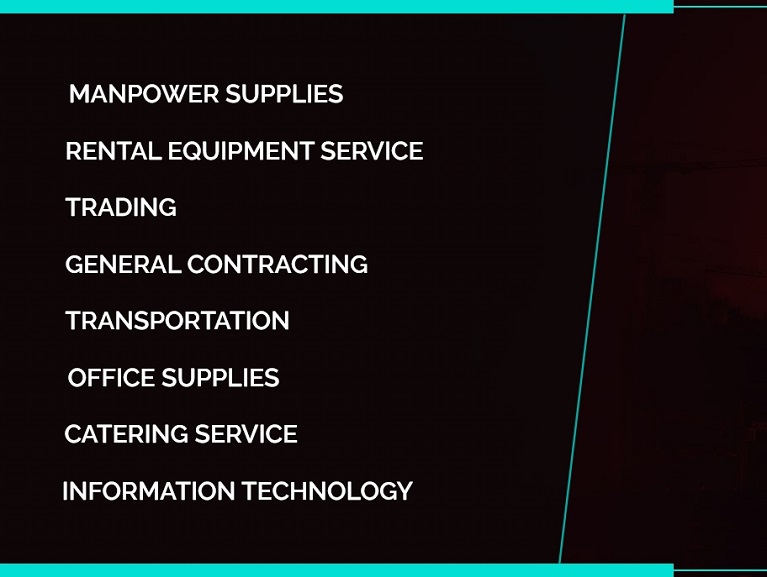 MANPOWER SUPPLIES
RENTAL EQUIPMENT SERVICE
TRADING
GENERAL CONTRACTING
TRANSPORTATION
OFFICE SUPPLIES
CATERING SERVICE
INFORMATION TECHNOLOGY